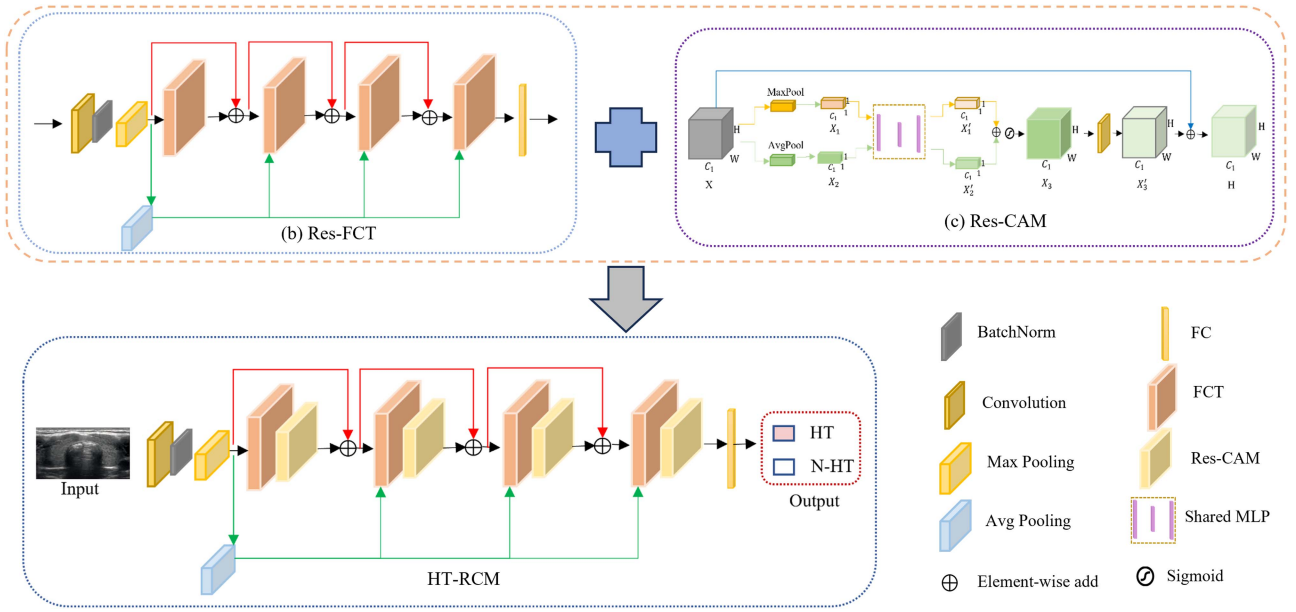 (b) Res-FCT
MaxPool
AvgPool
H
W
C₁
X
C₁
1
1
X₁
C₁
1
1
X₂
C₁
1
1
X₁′
C₁
1
1
X₂′
H
W
C₁
X₃
H
W
C₁
X₃′
H
W
C₁
H
(c) Res-CAM
Input
HT
N-HT
Output
HT-RCM
BatchNorm
Convolution
Max Pooling
Avg Pooling
Element-wise add
FC
FCT
Res-CAM
Shared MLP
Sigmoid